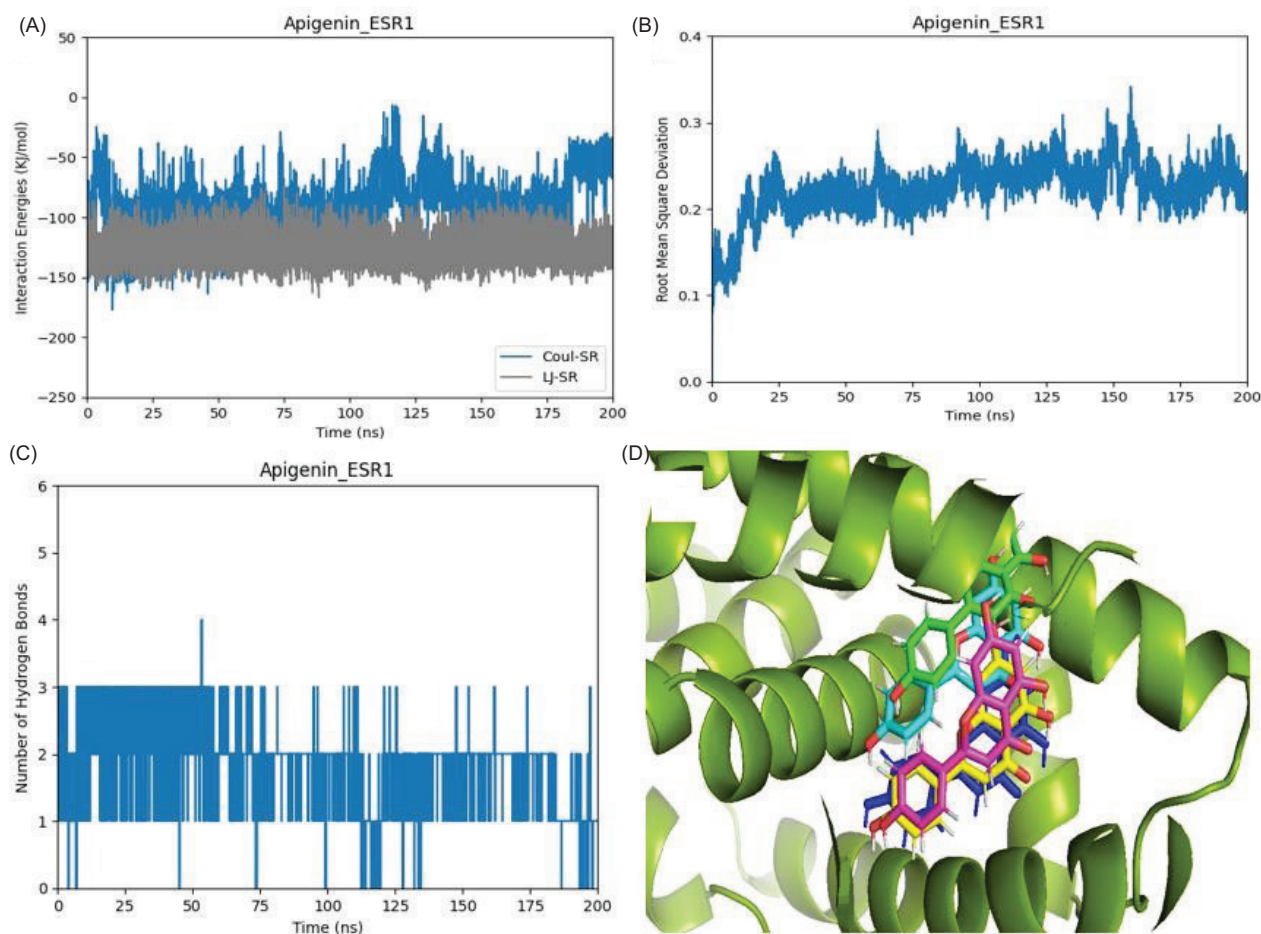 (A)
Apigenin_ESR1
50
0
−50
−100
−150
−200
−250
Interaction Energies (KJ/mol)
Coul-SR
LJ-SR
0 25 50 75 100 125 150 175 200
Time (ns)
(B)
Apigenin_ESR1
0.4
0.3
0.2
0.1
0.0
Root Mean Square Deviation
0 25 50 75 100 125 150 175 200
Time (ns)
(C)
Apigenin_ESR1
6
5
4
3
2
1
0
Number of Hydrogen Bonds
0 25 50 75 100 125 150 175 200
Time (ns)
(D)